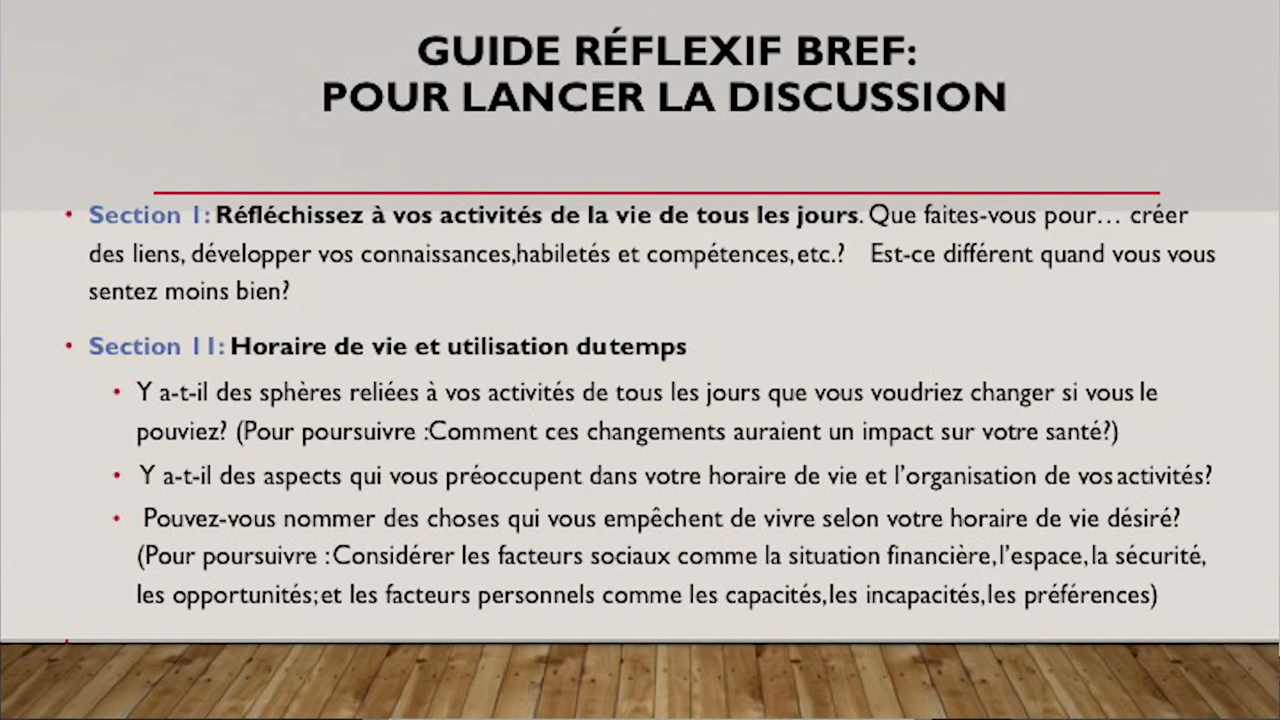 GUIDE RÉFLEXIF BREF:
POUR LANCER LA DISCUSSION
• Section 1: Réfléchissez à vos activités de la vie de tous les jours. Que faites-vous pour… créer
des liens, développer vos connaissances,habiletés et compétences,etc.? Est-ce différent quand vous vous
sentez moins bien?
• Section 11: Horaire de vie et utilisation du temps
• Y a-t-il des sphères reliées à vos activités de tous les jours que vous voudriez changer si vous le
pouviez? (Pour poursuivre :Comment ces changements auraient un impact sur votre santé?)
• Y a-t-il des aspects qui vous préoccupent dans votre horaire de vie et l'organisation de vos activités?
• Pouvez-vous nommer des choses qui vous empêchent de vivre selon votre horaire de vie désiré?
(Pour poursuivre :Considérer les facteurs sociaux comme la situation financière,l'espace,la sécurité,
les opportunités;et les facteurs personnels comme les capacités,les incapacités,les préférences)